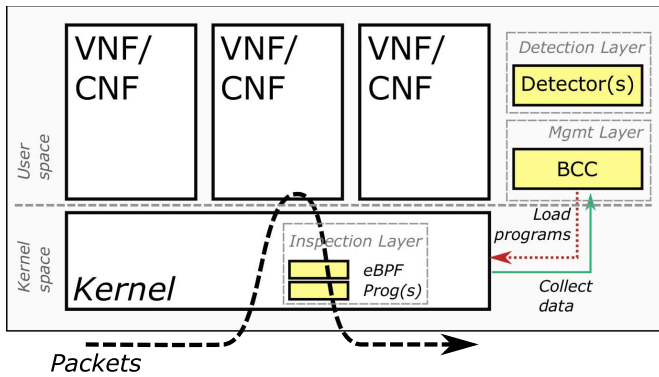 VNF/
CNF
VNF/
CNF
VNF/
CNF
Detection Layer
Detector(s)
Mgmt Layer
BCC
User
space
Load
programs
Kernel
space
Kernel
Inspection Layer
eBPF
Prog(s)
Collect
data
Packets